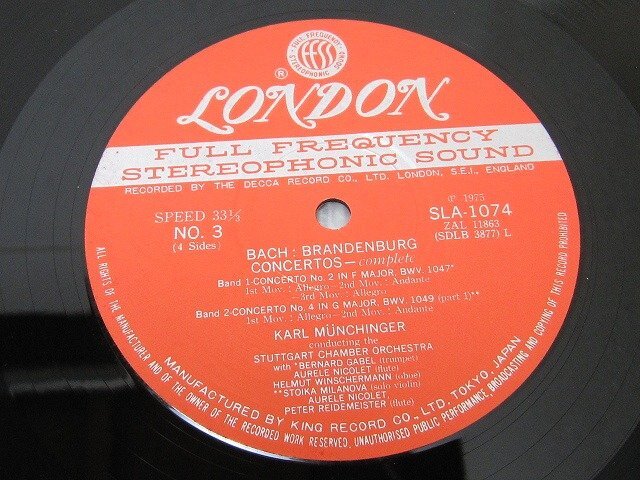 FULL FREQUENCY
FFSS
STEREOPHONIC SOUND
®
LONDON
FULL FREQUENCY
STEREOPHONIC SOUND
RECORDED BY THE DECCA RECORD CO., LTD. LONDON, S.E.I., ENGLAND
SPEED 33⅓
NO. 3
(4 Sides)
℗ 1973
SLA-1074
ZAL 11863
(SDLB 3877) L
BACH : BRANDENBURG
CONCERTOS—complete
Band 1-CONCERTO No. 2 IN F MAJOR, BWV. 1047*
1st Mov. : Allegro- 2nd Mov. : Andante
3rd Mov. : Allegro
Band 2-CONCERTO No. 4 IN G MAJOR, BWV. 1049 (part 1)**
1st Mov. : Allegro- 2nd Mov. : Andante
KARL MÜNCHINGER
conducting the
STUTTGART CHAMBER ORCHESTRA
with *BERNARD GABEL (trumpet)
AURELE NICOLET (flute)
HELMUT WINSCHERMANN (oboe)
**STOIKA MILANOVA (solo violin)
AURELE NICOLET,
PETER REIDEMEISTER (flute)
MANUFACTURED BY KING RECORD CO., LTD. TOKYO, JAPAN
ALL RIGHTS OF THE MANUFACTURER AND OF THE OWNER OF THE RECORDED WORK RESERVED. UNAUTHORISED PUBLIC PERFORMANCE, BROADCASTING AND COPYING OF THIS RECORD PROHIBITED